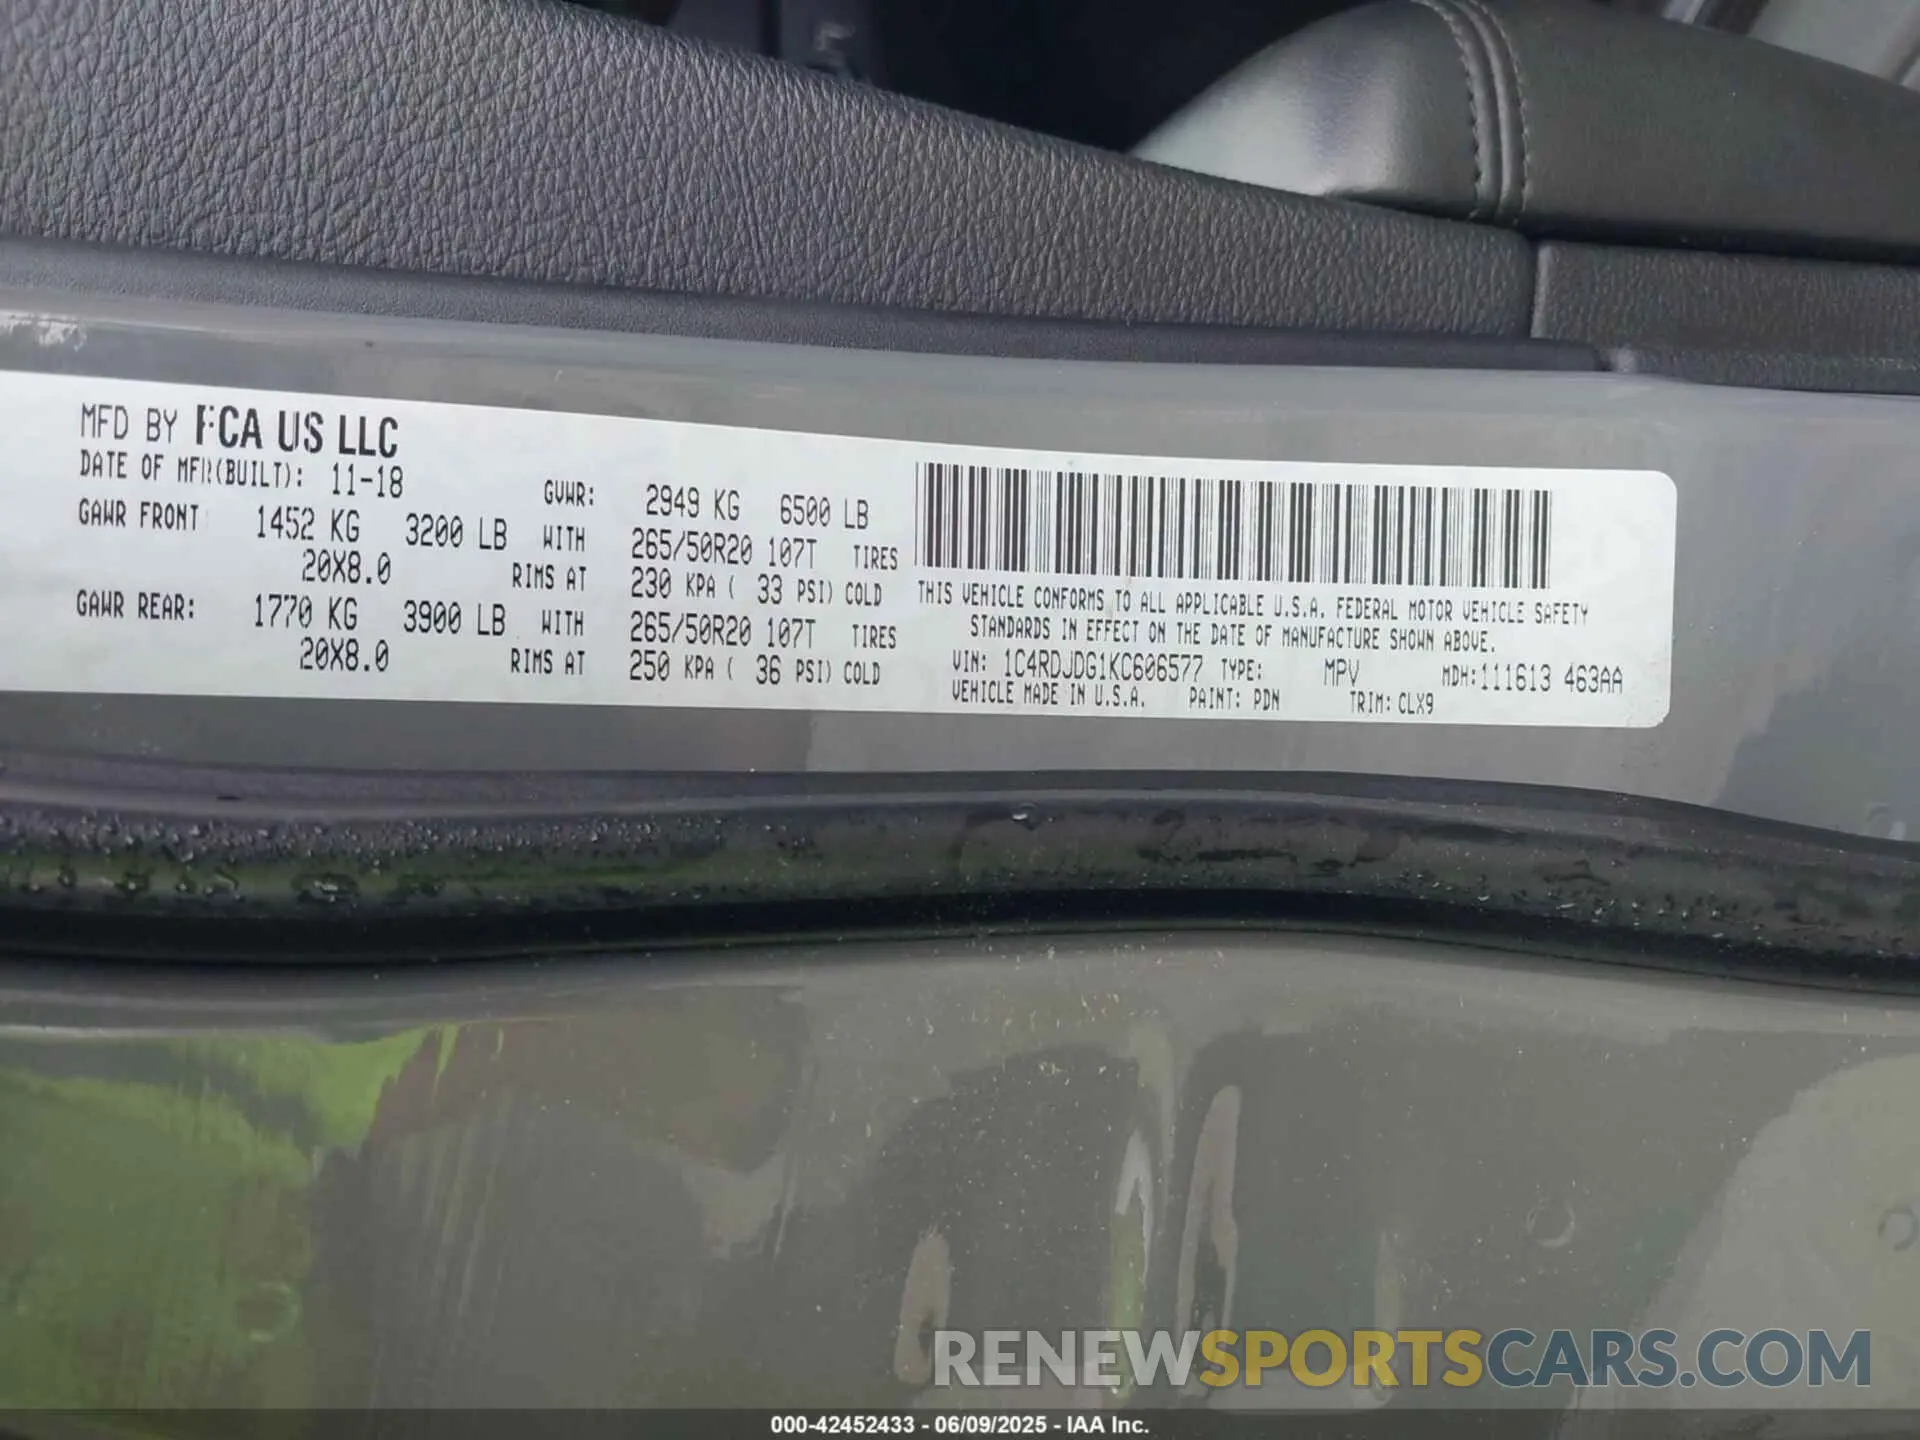 MFD BY FCA US LLC
DATE OF MFR(BUILT): 11-18
GVWR: 2949 KG 6500 LB
GAWR FRONT 1452 KG 3200 LB WITH 265/50R20 107T TIRES
20X8.0 RIMS AT 230 KPA ( 33 PSI) COLD
GAWR REAR: 1770 KG 3900 LB WITH 265/50R20 107T TIRES
20X8.0 RIMS AT 250 KPA ( 36 PSI) COLD
THIS VEHICLE CONFORMS TO ALL APPLICABLE U.S.A. FEDERAL MOTOR VEHICLE SAFETY
STANDARDS IN EFFECT ON THE DATE OF MANUFACTURE SHOWN ABOVE.
VIN: 1C4RDJDG1KC606577 TYPE: MPV MDH:111613 463AA
VEHICLE MADE IN U.S.A. PAINT: PDN TRIM: CLX9
RENEWSPORTSCARS.COM
000-42452433 - 06/09/2025 - IAA Inc.